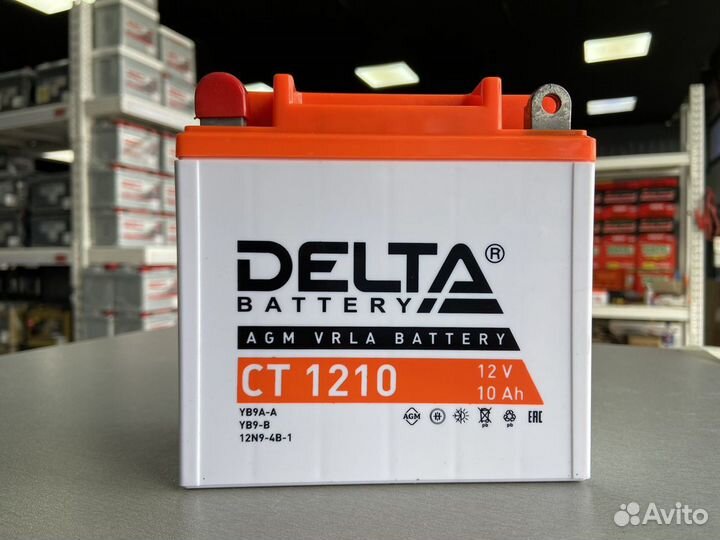 DELTA®
BATTERY
AGM VRLA BATTERY
CT 1210
12 V
10 Ah
YB9A-A
YB9-B
12N9-4B-1
AGM
Pb
Pb
EAC
Avito